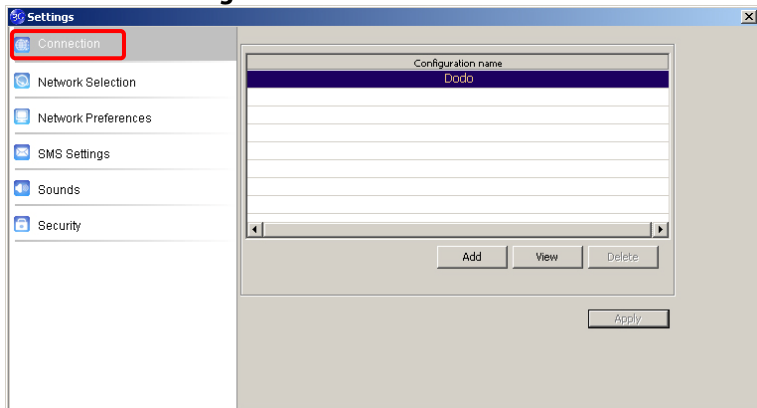 Settings
Connection
Network Selection
Network Preferences
SMS Settings
Sounds
Security
Configuration name
Dodo
Add View Delete
Apply